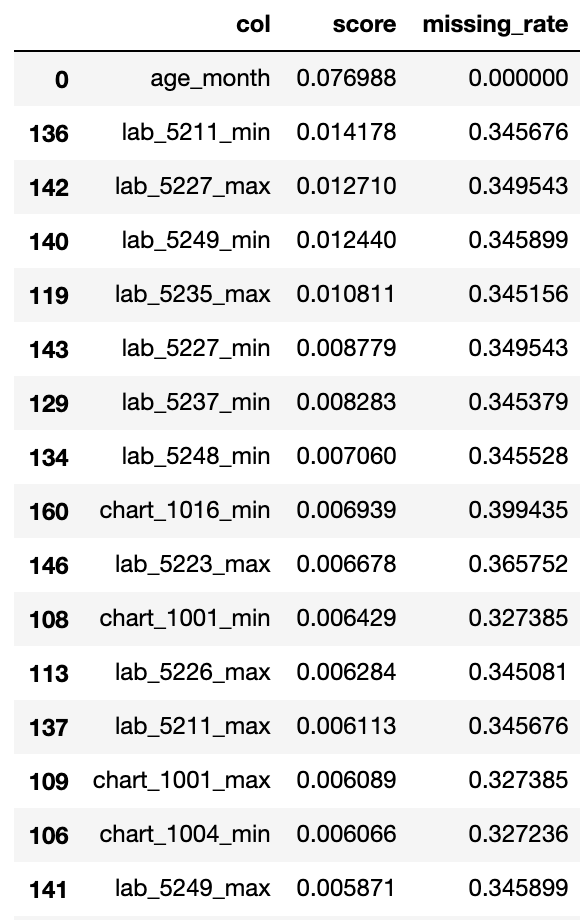 col score missing_rate
0 age_month 0.076988 0.000000
136 lab_5211_min 0.014178 0.345676
142 lab_5227_max 0.012710 0.349543
140 lab_5249_min 0.012440 0.345899
119 lab_5235_max 0.010811 0.345156
143 lab_5227_min 0.008779 0.349543
129 lab_5237_min 0.008283 0.345379
134 lab_5248_min 0.007060 0.345528
160 chart_1016_min 0.006939 0.399435
146 lab_5223_max 0.006678 0.365752
108 chart_1001_min 0.006429 0.327385
113 lab_5226_max 0.006284 0.345081
137 lab_5211_max 0.006113 0.345676
109 chart_1001_max 0.006089 0.327385
106 chart_1004_min 0.006066 0.327236
141 lab_5249_max 0.005871 0.345899